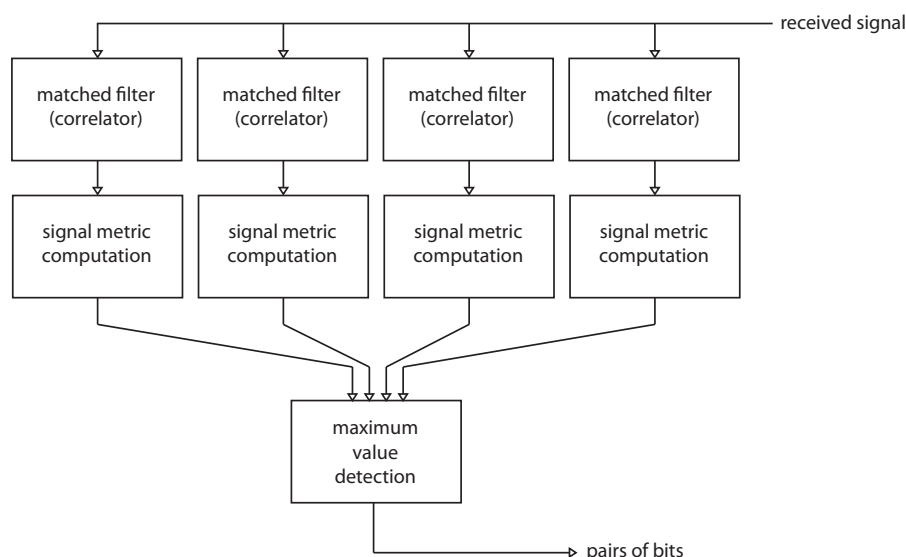 received signal
matched filter
(correlator)
matched filter
(correlator)
matched filter
(correlator)
matched filter
(correlator)
signal metric
computation
signal metric
computation
signal metric
computation
signal metric
computation
maximum
value
detection
pairs of bits